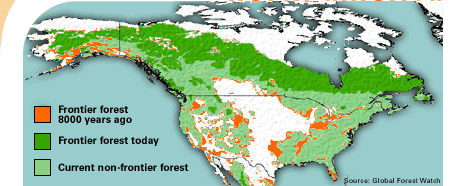 Frontier forest
8000 years ago
Frontier forest today
Current non-frontier forest
Source: Global Forest Watch